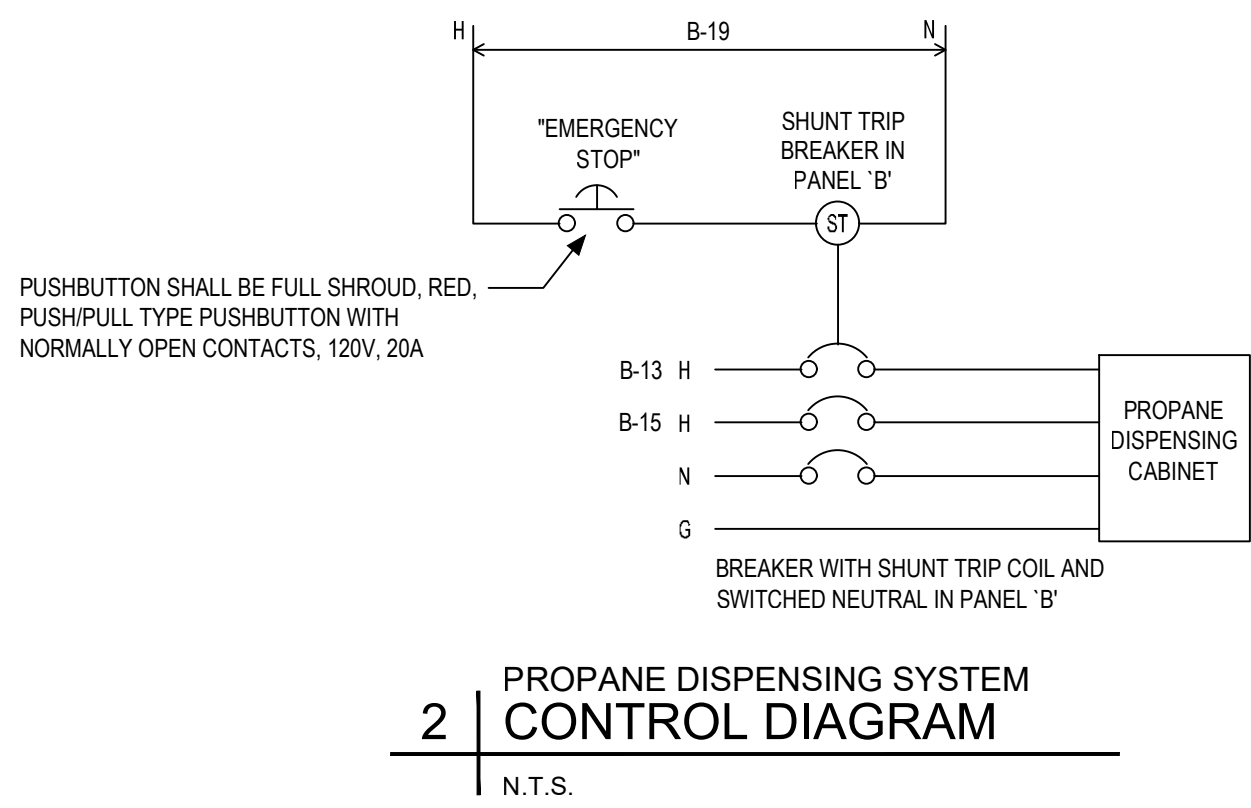 H
B-19
N
"EMERGENCY
STOP"
SHUNT TRIP
BREAKER IN
PANEL `B'
ST
PUSHBUTTON SHALL BE FULL SHROUD, RED,
PUSH/PULL TYPE PUSHBUTTON WITH
NORMALLY OPEN CONTACTS, 120V, 20A
B-13 H
B-15 H
N
G
PROPANE
DISPENSING
CABINET
BREAKER WITH SHUNT TRIP COIL AND
SWITCHED NEUTRAL IN PANEL `B'
PROPANE DISPENSING SYSTEM
2 CONTROL DIAGRAM
N.T.S.